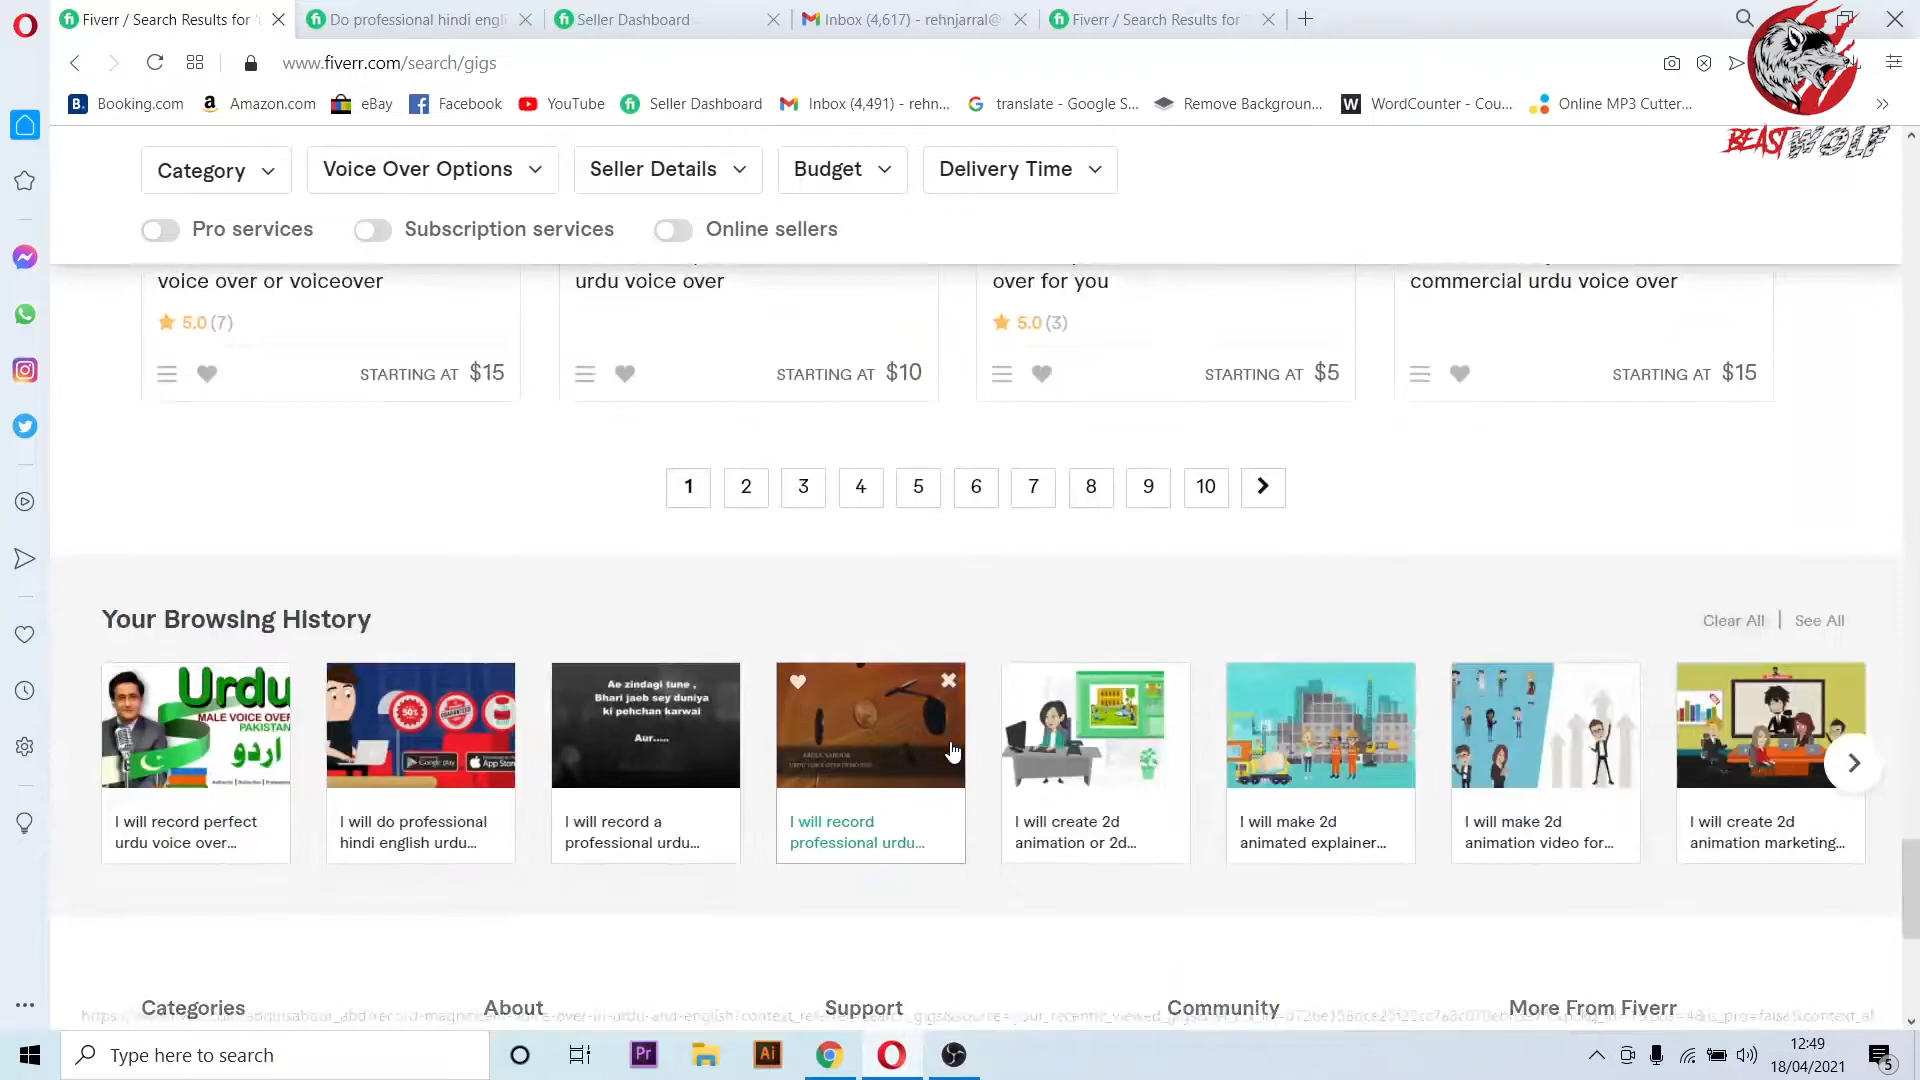 Fiverr / Search Results for 'u
Do professional hindi engli
Seller Dashboard
Inbox (4,617) - rehnjarral@
Fiverr / Search Results for
www.fiverr.com/search/gigs
Booking.com
Amazon.com
eBay
Facebook
YouTube
Seller Dashboard
Inbox (4,491) - rehn...
translate - Google S...
Remove Backgroun...
WordCounter - Cou...
Online MP3 Cutter...
BEAST WOLF
Category
Voice Over Options
Seller Details
Budget
Delivery Time
Pro services
Subscription services
Online sellers
voice over or voiceover
urdu voice over
over for you
commercial urdu voice over
5.0 (7)
5.0 (3)
STARTING AT $15
STARTING AT $10
STARTING AT $5
STARTING AT $15
1 2 3 4 5 6 7 8 9 10
Your Browsing History
Clear All | See All
Urdu
MALE VOICE OVER
PAKISTAN
اردو
50%
Google play
App Store
Ae zindagi tune ,
Bhari jaeb sey duniya
ki pehchan karwai
Aur.....
I will record perfect
urdu voice over...
I will do professional
hindi english urdu...
I will record a
professional urdu...
I will record
professional urdu...
I will create 2d
animation or 2d...
I will make 2d
animated explainer...
I will make 2d
animation video for...
I will create 2d
animation marketing...
Categories
About
Support
Community
More From Fiverr
Type here to search
Pr
Ai
12:49
18/04/2021
5